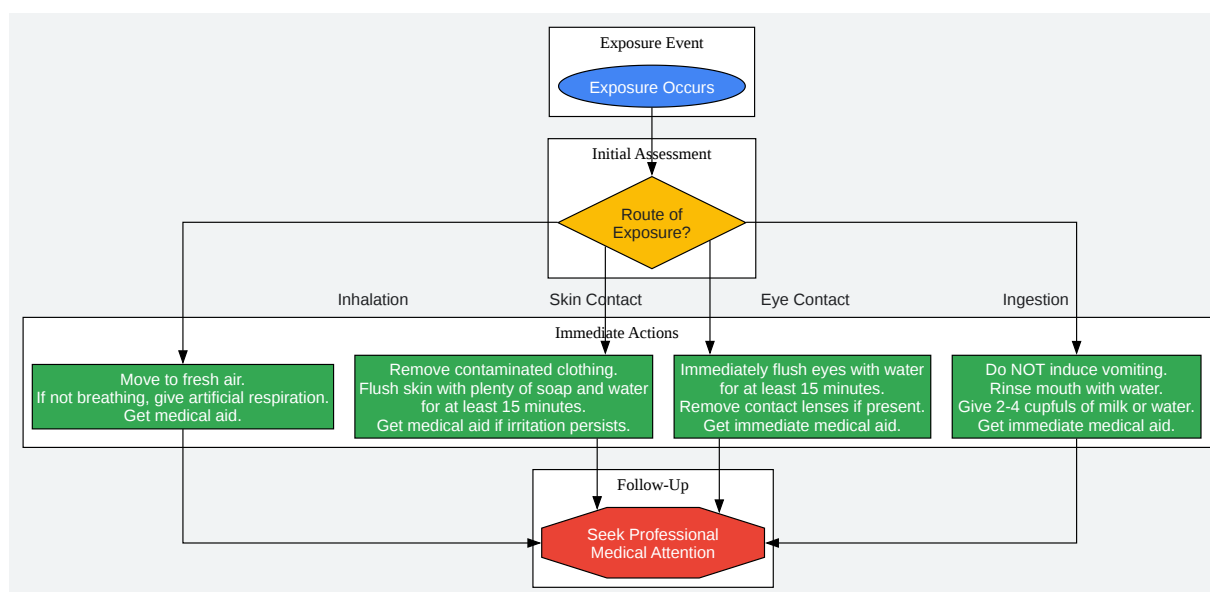 Exposure Event
Exposure Occurs
Initial Assessment
Route of
Exposure?
Inhalation
Skin Contact
Eye Contact
Ingestion
Immediate Actions
Move to fresh air.
If not breathing, give artificial respiration.
Get medical aid.
Remove contaminated clothing.
Flush skin with plenty of soap and water
for at least 15 minutes.
Get medical aid if irritation persists.
Immediately flush eyes with water
for at least 15 minutes.
Remove contact lenses if present.
Get immediate medical aid.
Do NOT induce vomiting.
Rinse mouth with water.
Give 2-4 cupfuls of milk or water.
Get immediate medical aid.
Follow-Up
Seek Professional
Medical Attention